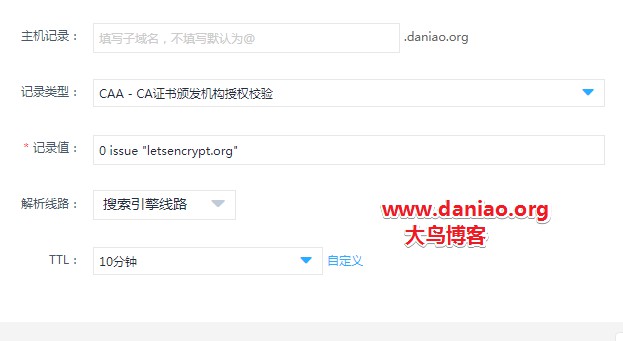 主机记录： 填写子域名，不填写默认为@ .daniao.org
记录类型： CAA - CA证书颁发机构授权校验
* 记录值： 0 issue "letsencrypt.org"
解析线路： 搜索引擎线路
www.daniao.org
大鸟博客
TTL： 10分钟 自定义